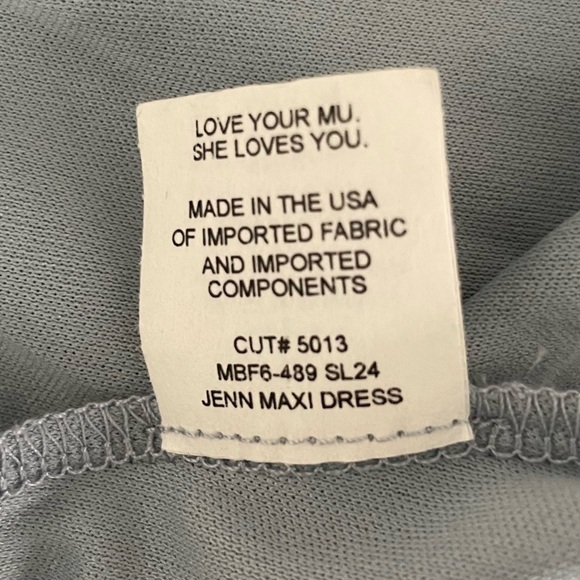 LOVE YOUR MU.
SHE LOVES YOU.
MADE IN THE USA
OF IMPORTED FABRIC
AND IMPORTED
COMPONENTS
CUT# 5013
MBF6-489 SL24
JENN MAXI DRESS